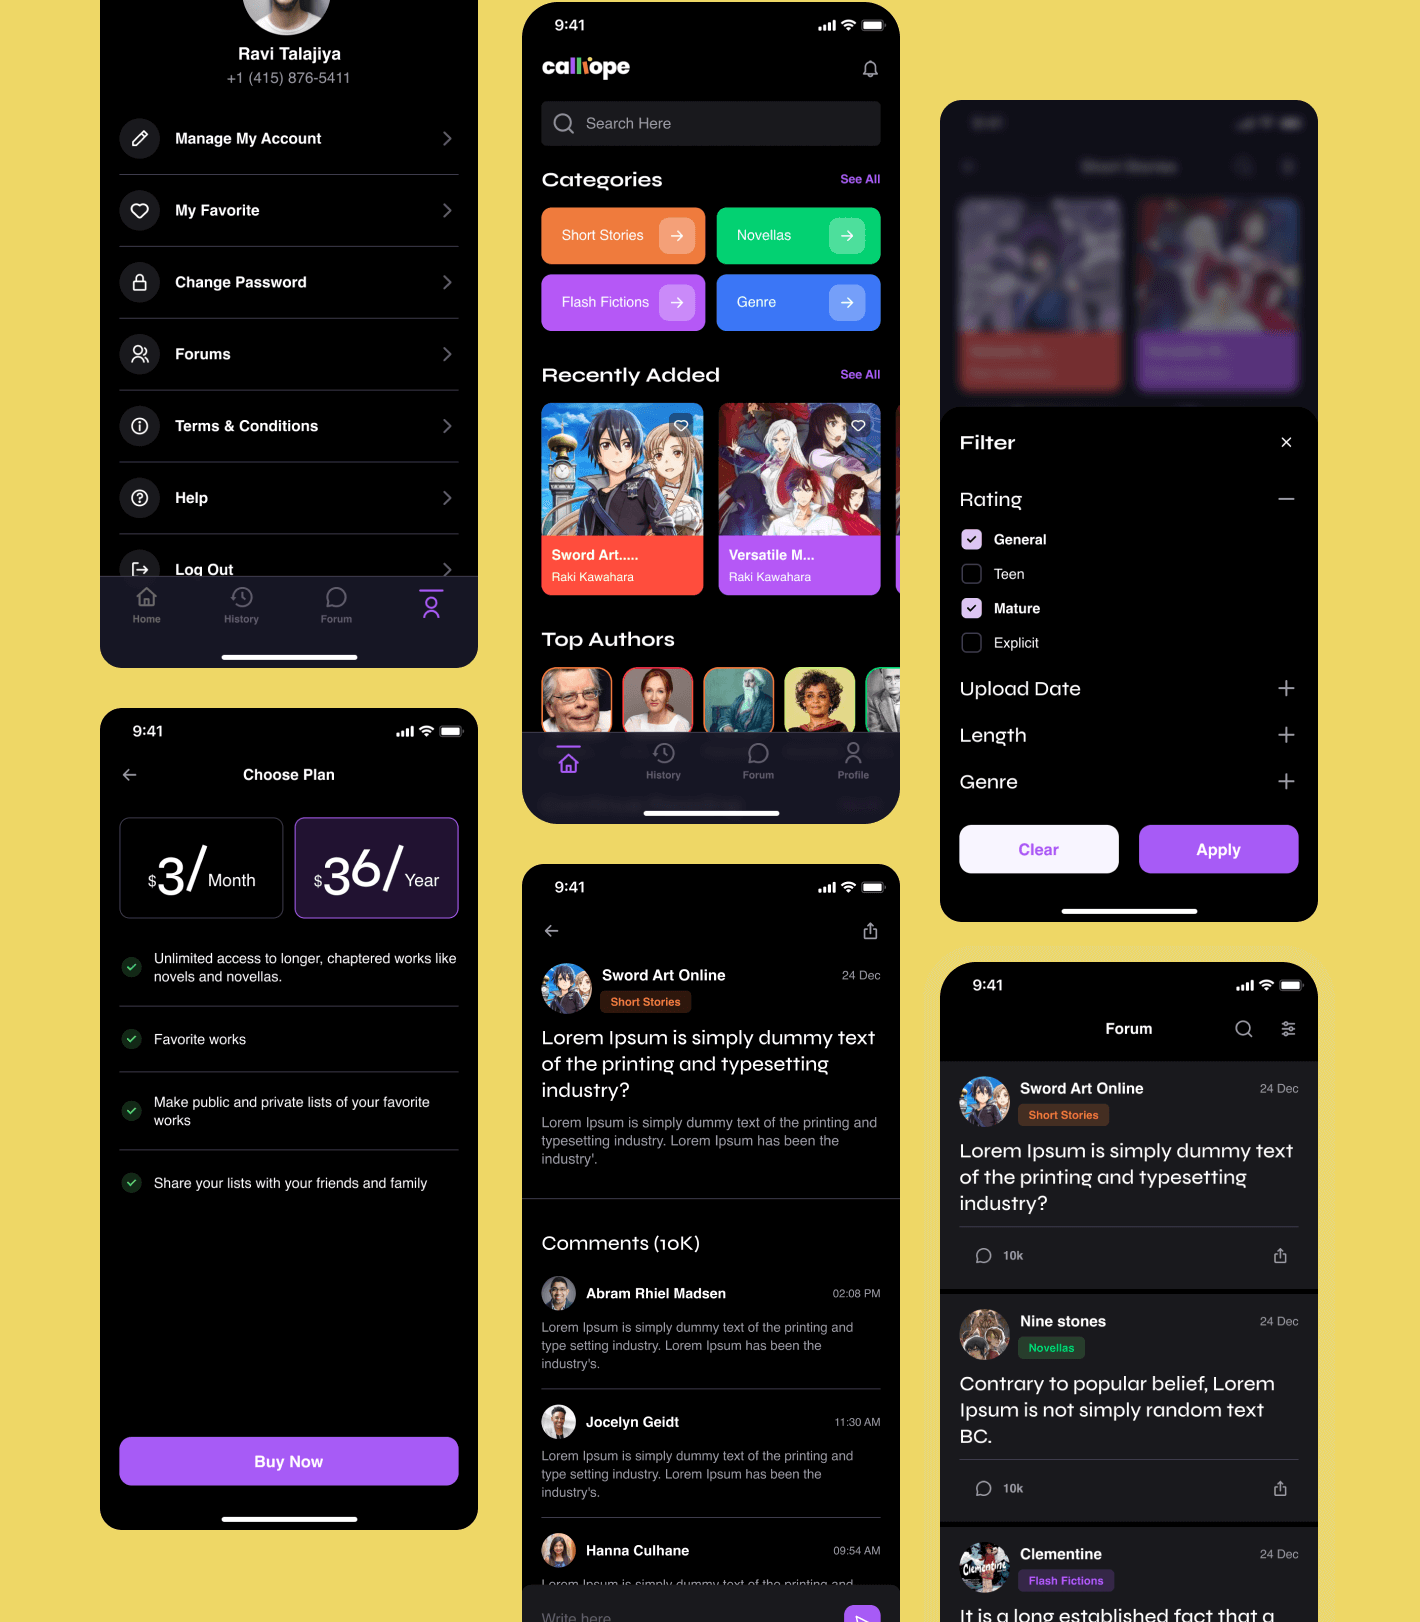 Ravi Talajiya
+1 (415) 876-5411
Manage My Account
My Favorite
Change Password
Forums
Terms & Conditions
Help
Log Out
Home
History
Forum
9:41
Choose Plan
$3/Month
$36/Year
Unlimited access to longer, chaptered works like
novels and novellas.
Favorite works
Make public and private lists of your favorite
works
Share your lists with your friends and family
Buy Now
9:41
calliope
Search Here
Categories
See All
Short Stories
Novellas
Flash Fictions
Genre
Recently Added
See All
Sword Art.....
Raki Kawahara
Versatile M...
Raki Kawahara
Top Authors
History
Forum
Profile
9:41
Sword Art Online
24 Dec
Short Stories
Lorem Ipsum is simply dummy text
of the printing and typesetting
industry?
Lorem Ipsum is simply dummy text of the printing and
typesetting industry. Lorem Ipsum has been the
industry'.
Comments (10K)
Abram Rhiel Madsen
02:08 PM
Lorem Ipsum is simply dummy text of the printing and
type setting industry. Lorem Ipsum has been the
industry's.
Jocelyn Geidt
11:30 AM
Lorem Ipsum is simply dummy text of the printing and
type setting industry. Lorem Ipsum has been the
industry's.
Hanna Culhane
09:54 AM
Lorem Ipsum is simply dummy text of the printing and
Write here
Short Stories
Filter
Rating
General
Teen
Mature
Explicit
Upload Date
Length
Genre
Clear
Apply
9:41
Forum
Sword Art Online
24 Dec
Short Stories
Lorem Ipsum is simply dummy text
of the printing and typesetting
industry?
10k
Nine stones
24 Dec
Novellas
Contrary to popular belief, Lorem
Ipsum is not simply random text
BC.
10k
Clementine
Clementine
24 Dec
Flash Fictions
It is a long established fact that a